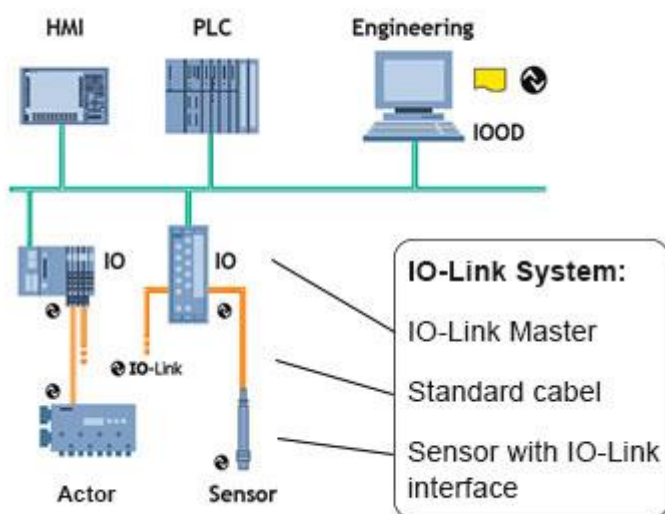 HMI
PLC
Engineering
IOOD
IO
IO
IO-Link
Actor
Sensor
IO-Link System:
IO-Link Master
Standard cabel
Sensor with IO-Link
interface